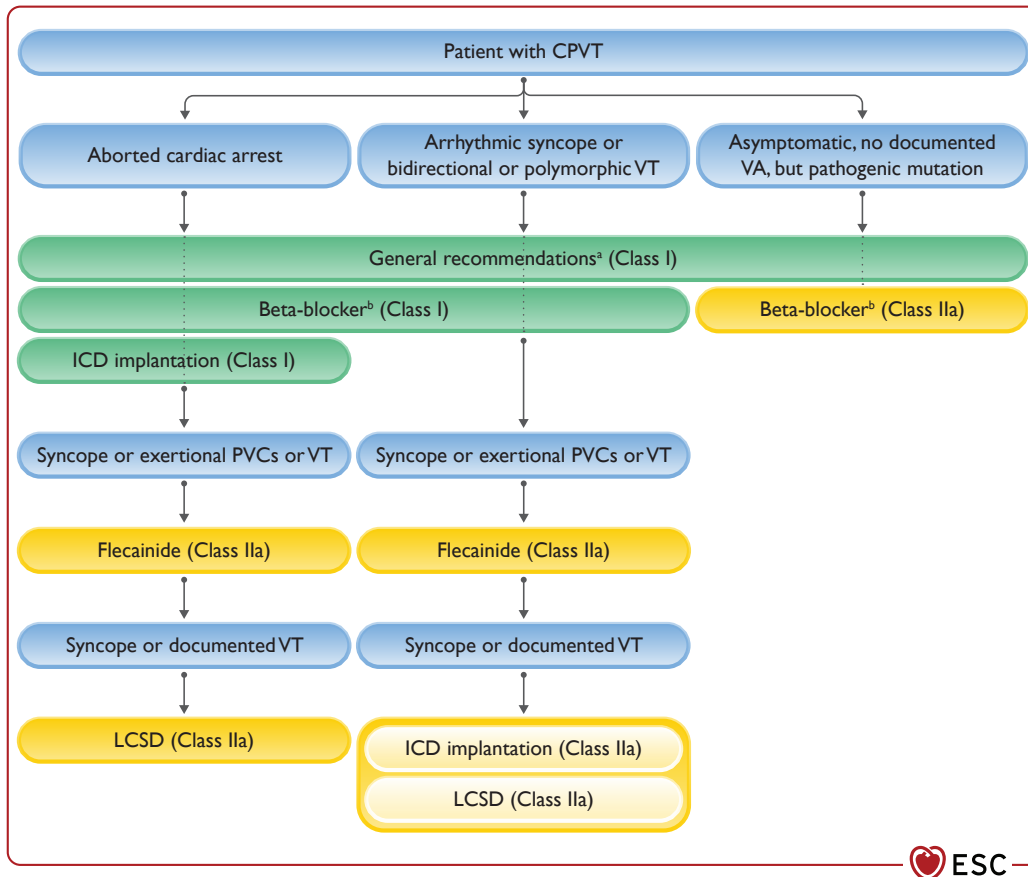 Patient with CPVT
Aborted cardiac arrest
Arrhythmic syncope or
bidirectional or polymorphic VT
Asymptomatic, no documented
VA, but pathogenic mutation
General recommendationsᵃ (Class I)
Beta-blockerᵇ (Class I)
Beta-blockerᵇ (Class IIa)
ICD implantation (Class I)
Syncope or exertional PVCs or VT
Syncope or exertional PVCs or VT
Flecainide (Class IIa)
Flecainide (Class IIa)
Syncope or documented VT
Syncope or documented VT
LCSD (Class IIa)
ICD implantation (Class IIa)
LCSD (Class IIa)
ESC